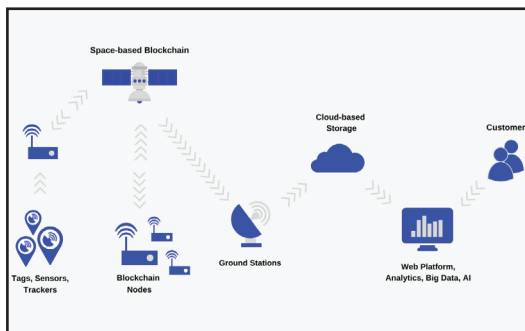 Space-based Blockchain
Cloud-based
Storage
Customer
Tags, Sensors,
Trackers
Blockchain
Nodes
Ground Stations
Web Platform,
Analytics, Big Data, AI